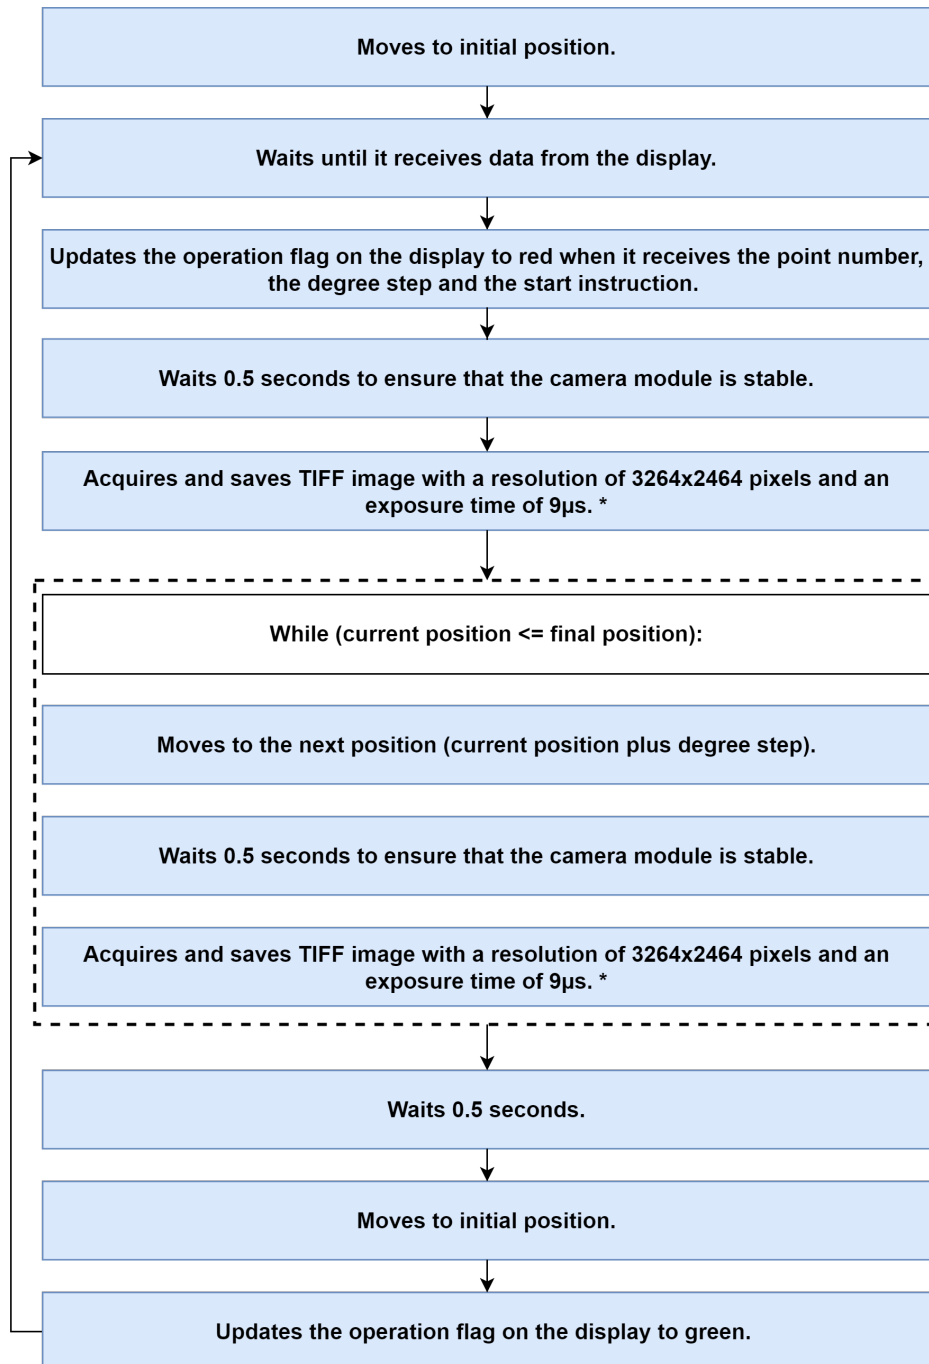 Moves to initial position.
Waits until it receives data from the display.
Updates the operation flag on the display to red when it receives the point number,
the degree step and the start instruction.
Waits 0.5 seconds to ensure that the camera module is stable.
Acquires and saves TIFF image with a resolution of 3264x2464 pixels and an
exposure time of 9µs. *
While (current position <= final position):
Moves to the next position (current position plus degree step).
Waits 0.5 seconds to ensure that the camera module is stable.
Acquires and saves TIFF image with a resolution of 3264x2464 pixels and an
exposure time of 9µs. *
Waits 0.5 seconds.
Moves to initial position.
Updates the operation flag on the display to green.